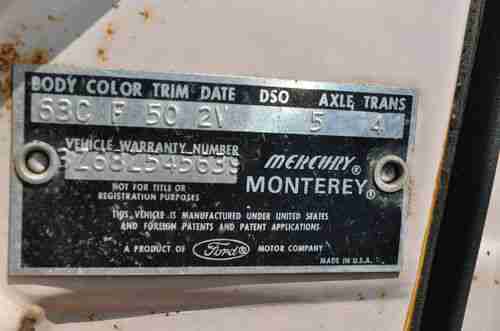 BODY COLOR TRIM DATE DSO AXLE TRANS
63C F 50 2V 5 4
VEHICLE WARRANTY NUMBER
3Z68Z545639
MERCURY®
MONTEREY®
NOT FOR TITLE OR
REGISTRATION PURPOSES
THIS VEHICLE IS MANUFACTURED UNDER UNITED STATES
AND FOREIGN PATENTS AND PATENT APPLICATIONS.
A PRODUCT OF Ford MOTOR COMPANY
MADE IN U.S.A.